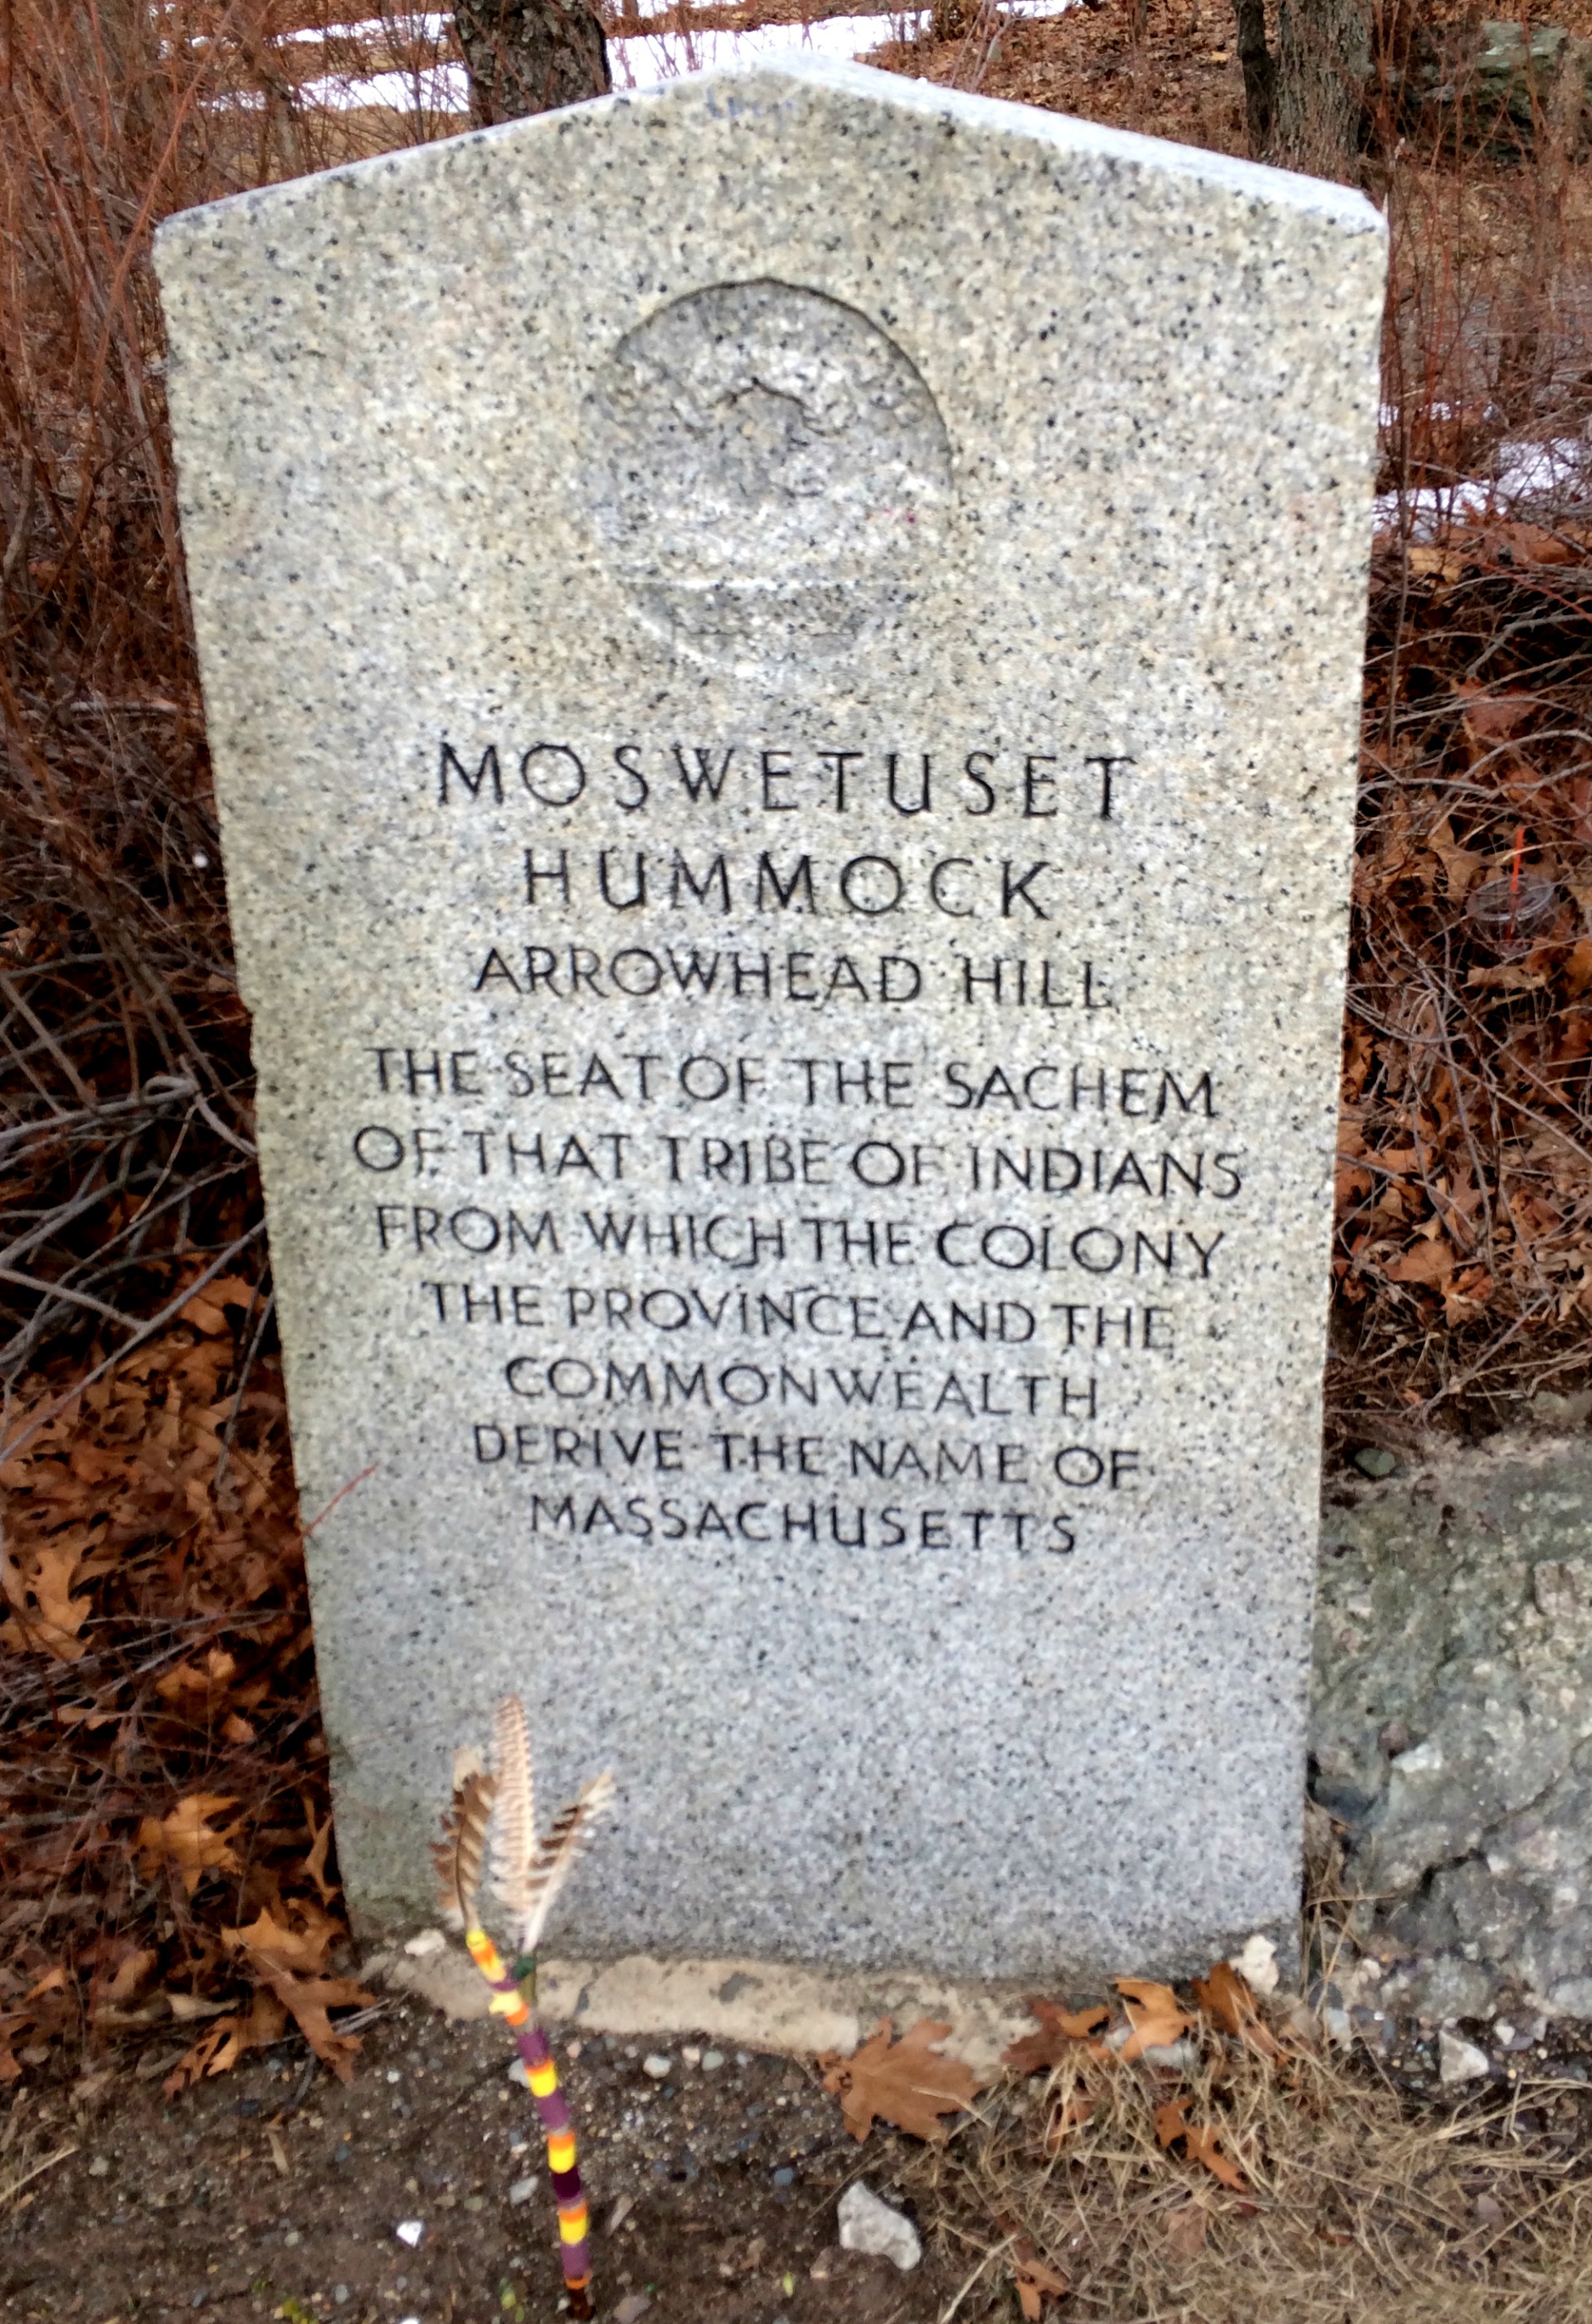 MOSWETUSET
HUMMOCK
ARROWHEAD HILL
THE SEAT OF THE SACHEM
OF THAT TRIBE OF INDIANS
FROM WHICH THE COLONY
THE PROVINCE AND THE
COMMONWEALTH
DERIVE THE NAME OF
MASSACHUSETTS